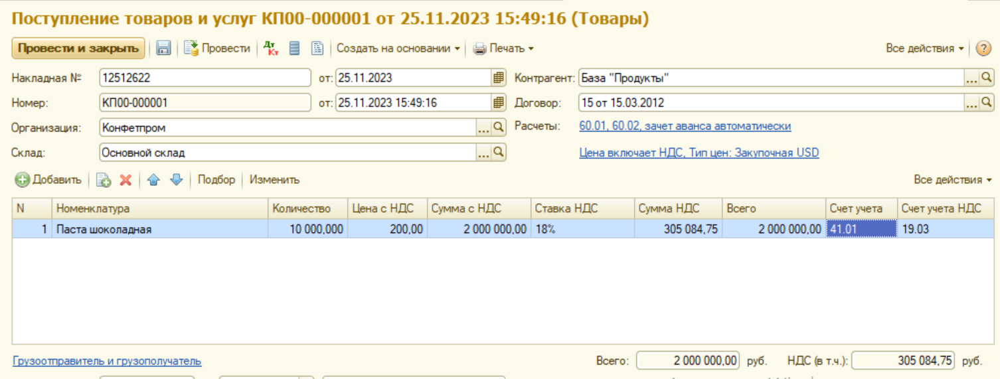 Поступление товаров и услуг КП00-000001 от 25.11.2023 15:49:16 (Товары)
Провести и закрыть Провести Дт Кт Создать на основании Печать Все действия ?
Накладная № 12512622 от: 25.11.2023 Контрагент: База "Продукты" ...
Номер: КП00-000001 от: 25.11.2023 15:49:16 Договор: 15 от 15.03.2012 ...
Организация: Конфетпром ... Расчеты: 60.01, 60.02, зачет аванса автоматически
Склад: Основной склад ... Цена включает НДС, Тип цен: Закупочная USD
Добавить Подбор Изменить Все действия
N Номенклатура Количество Цена с НДС Сумма с НДС Ставка НДС Сумма НДС Всего Счет учета Счет учета НДС
1 Паста шоколадная 10 000,000 200,00 2 000 000,00 18% 305 084,75 2 000 000,00 41.01 19.03
Грузоотправитель и грузополучатель Всего: 2 000 000,00 руб. НДС (в т.ч.): 305 084,75 руб.